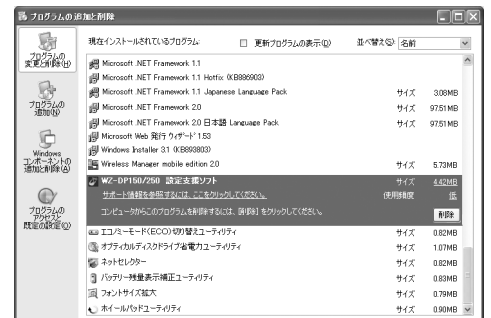 プログラムの追加と削除
現在インストールされているプログラム: 更新プログラムの表示(D) 並べ替え(S): 名前
プログラムの
変更と削除(H)
プログラムの
追加(N)
Windows
コンポーネントの
追加と削除(A)
プログラムの
アクセスと
既定の設定(O)
Microsoft .NET Framework 1.1
Microsoft .NET Framework 1.1 Hotfix (KB886903)
Microsoft .NET Framework 1.1 Japanese Language Pack サイズ 3.08MB
Microsoft .NET Framework 2.0 サイズ 97.51MB
Microsoft .NET Framework 2.0 日本語 Language Pack サイズ 97.51MB
Microsoft Web 発行 ウィザード 1.53
Windows Installer 3.1 (KB893803)
Wireless Manager mobile edition 2.0 サイズ 5.73MB
WZ-DP150/250 設定支援ソフト サイズ 4.42MB
サポート情報を参照するには、ここをクリックしてください。 使用頻度 低
コンピュータからこのプログラムを削除するには、[削除] をクリックしてください。 削除
エコノミーモード(ECO)切り替えユーティリティ サイズ 0.82MB
オプティカルディスクドライブ省電力ユーティリティ サイズ 1.07MB
ネットセレクター サイズ 0.82MB
バッテリー残量表示補正ユーティリティ サイズ 0.83MB
フォントサイズ拡大 サイズ 0.79MB
ホイールパッドユーティリティ サイズ 0.90MB